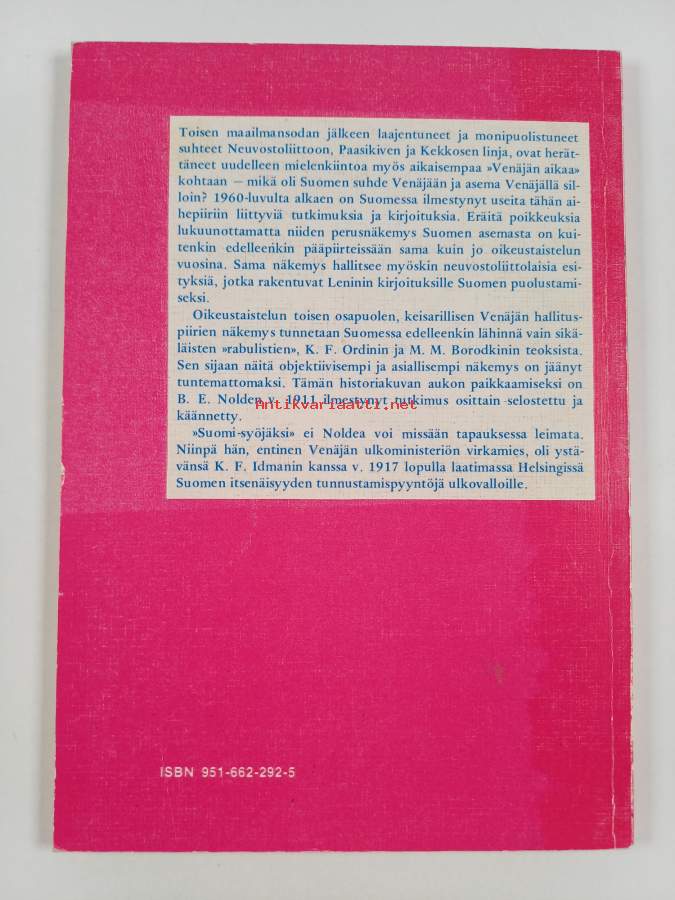 Toisen maailmansodan jälkeen laajentuneet ja monipuolistuneet
suhteet Neuvostoliittoon, Paasikiven ja Kekkosen linja, ovat herät-
täneet uudelleen mielenkiintoa myös aikaisempaa »Venäjän aikaa»
kohtaan – mikä oli Suomen suhde Venäjään ja asema Venäjällä sil-
loin? 1960-luvulta alkaen on Suomessa ilmestynyt useita tähän ai-
hepiiriin liittyviä tutkimuksia ja kirjoituksia. Eräitä poikkeuksia
lukuunottamatta niiden perusnäkemys Suomen asemasta on kui-
tenkin edelleenkin pääpiirteissään sama kuin jo oikeustaistelun
vuosina. Sama näkemys hallitsee myöskin neuvostoliittolaisia esi-
tyksiä, jotka rakentuvat Leninin kirjoituksille Suomen puolustami-
seksi.
Oikeustaistelun toisen osapuolen, keisarillisen Venäjän hallitus-
piirien näkemys tunnetaan Suomessa edelleenkin lähinnä vain sikä-
läisten »rabulistien», K. F. Ordinin ja M. M. Borodkinin teoksista.
Sen sijaan näitä objektiivisempi ja asiallisempi näkemys on jäänyt
tuntemattomaksi. Tämän historiakuvan aukon paikkaamiseksi on
B. E. Nolden v. 1911 ilmestynyt tutkimus osittain selostettu ja
käännetty.
Antikvariaatti.net
»Suomi-syöjäksi» ei Noldea voi missään tapauksessa leimata.
Niinpä hän, entinen Venäjän ulkoministeriön virkamies, oli ystä-
vänsä K. F. Idmanin kanssa v. 1917 lopulla laatimassa Helsingissä
Suomen itsenäisyyden tunnustamispyyntöjä ulkovalloille.
ISBN 951-662-292-5